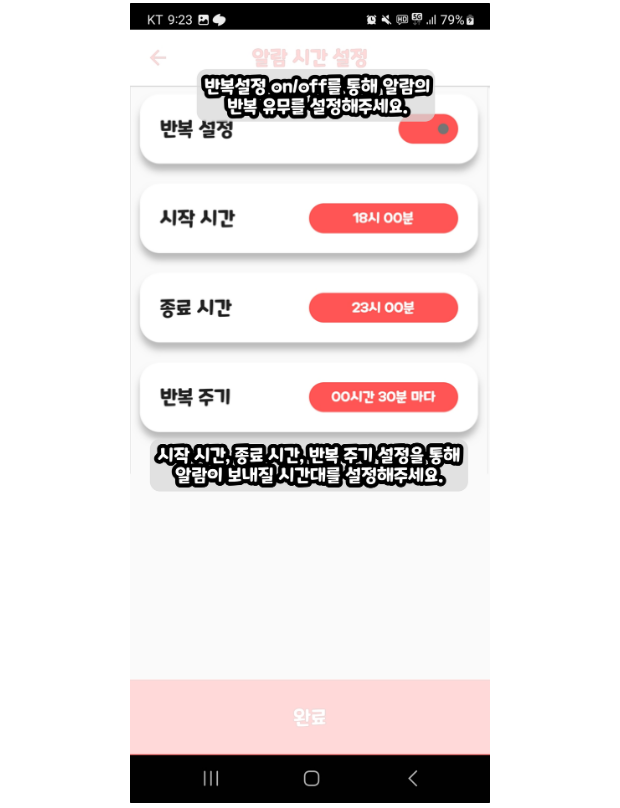 KT 9:23
HD 5G 79%
알람 시간 설정
반복설정 on/off를 통해 알람의
반복 유무를 설정해주세요.
반복 설정
시작 시간
18시 00분
종료 시간
23시 00분
반복 주기
00시간 30분 마다
시작 시간, 종료 시간, 반복 주기 설정을 통해
알람이 보내질 시간대를 설정해주세요.
완료